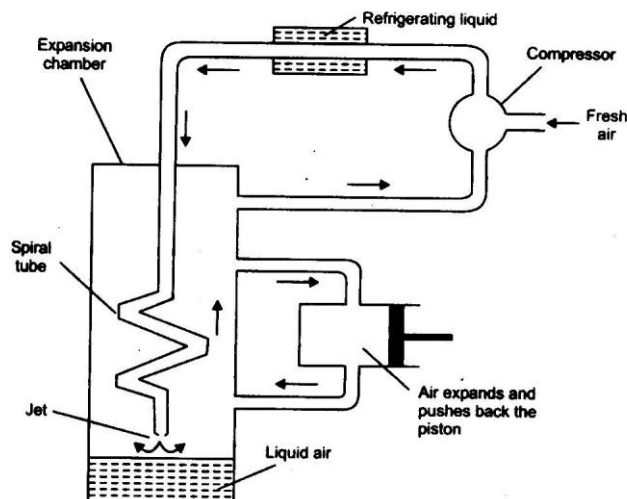 Refrigerating liquid
Expansion
chamber
Compressor
Fresh
air
Spiral
tube
Jet
Air expands and
pushes back the
piston
Liquid air